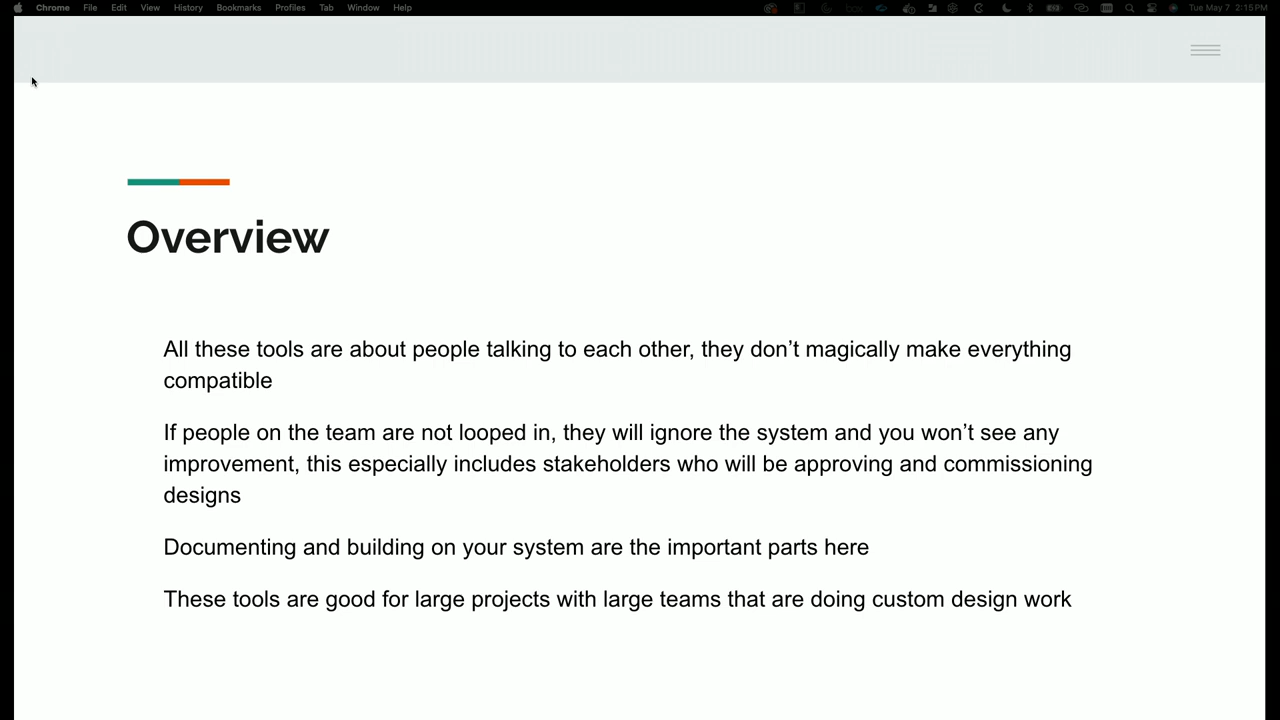 Chrome File Edit View History Bookmarks Profiles Tab Window Help box Tue May 7 2:15 PM
Overview
All these tools are about people talking to each other, they don’t magically make everything
compatible
If people on the team are not looped in, they will ignore the system and you won’t see any
improvement, this especially includes stakeholders who will be approving and commissioning
designs
Documenting and building on your system are the important parts here
These tools are good for large projects with large teams that are doing custom design work